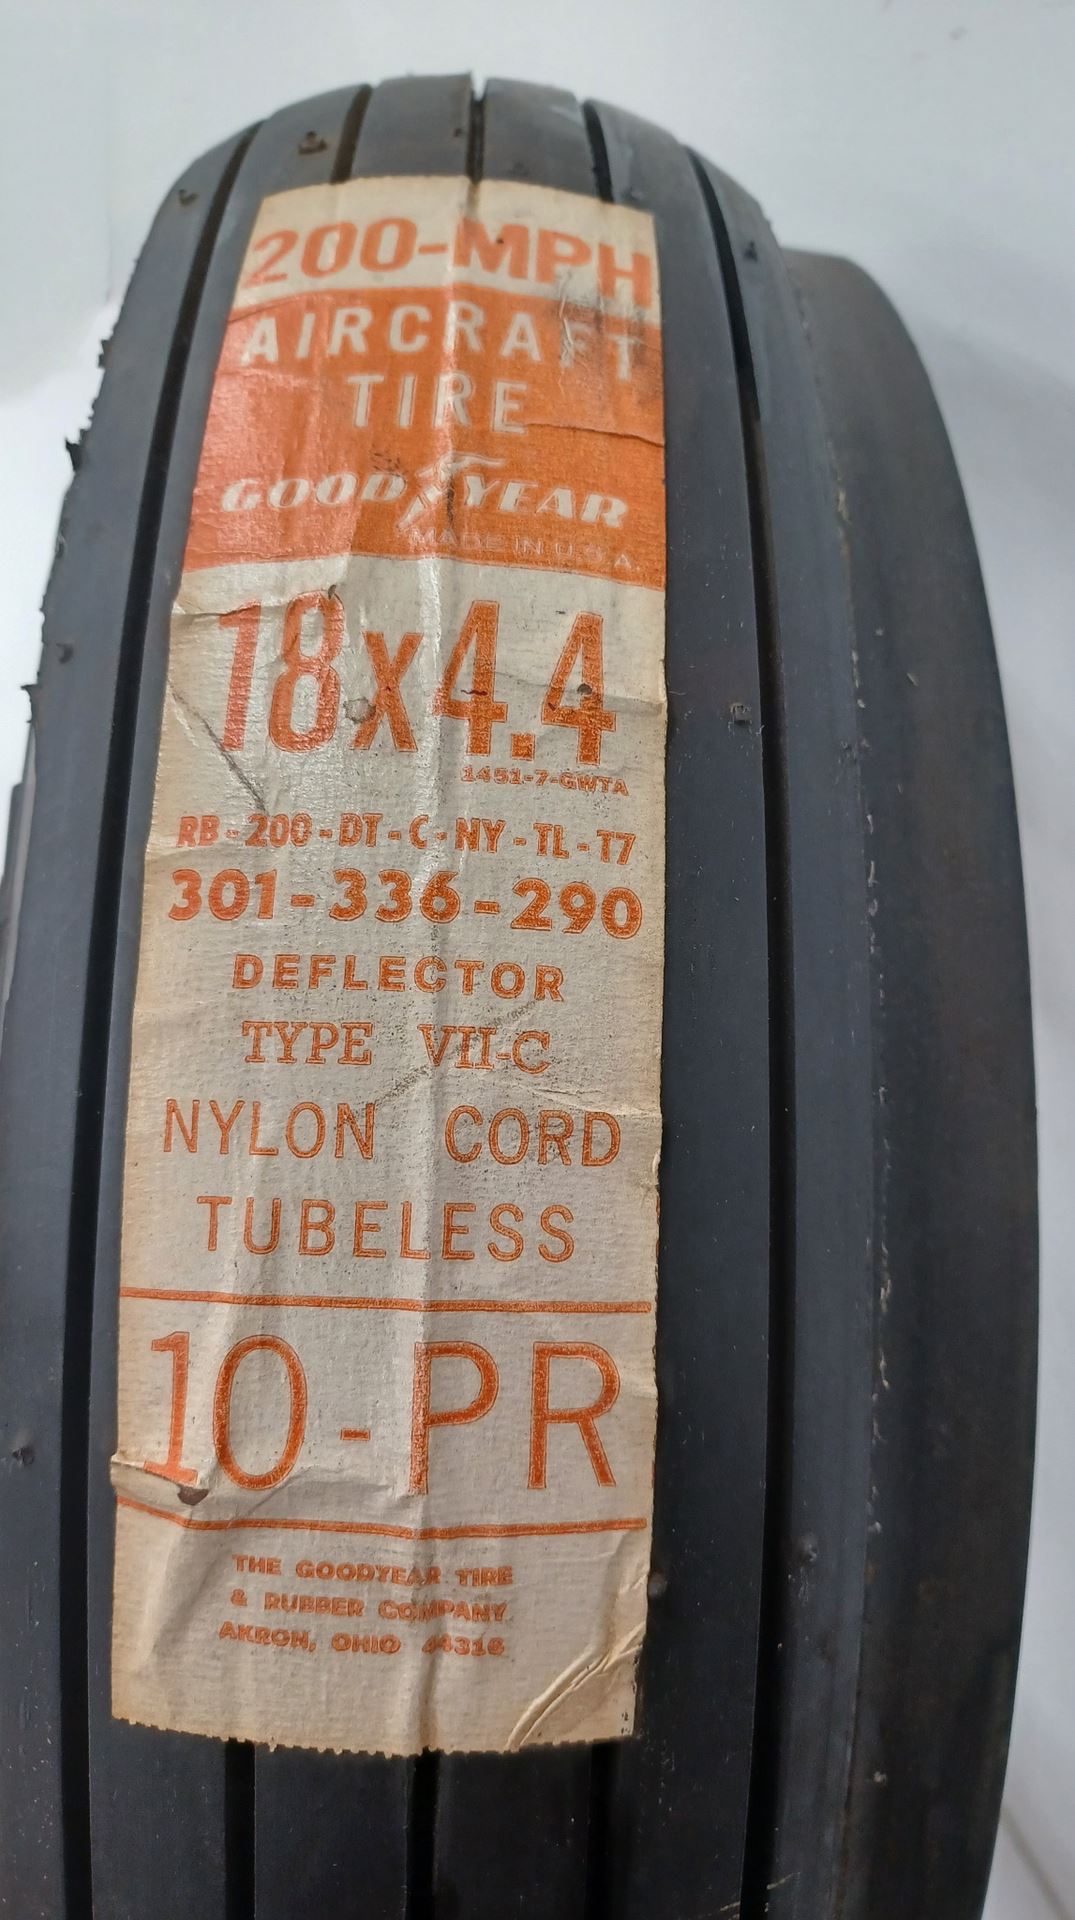 200-MPH
AIRCRAFT
TIRE
GOODYEAR
MADE IN U.S.A.
18x4.4
1451-7-GWTA
RB-200-DT-C-NY-TL-T7
301-336-290
DEFLECTOR
TYPE VII-C
NYLON CORD
TUBELESS
10-PR
THE GOODYEAR TIRE
& RUBBER COMPANY
AKRON, OHIO 44316